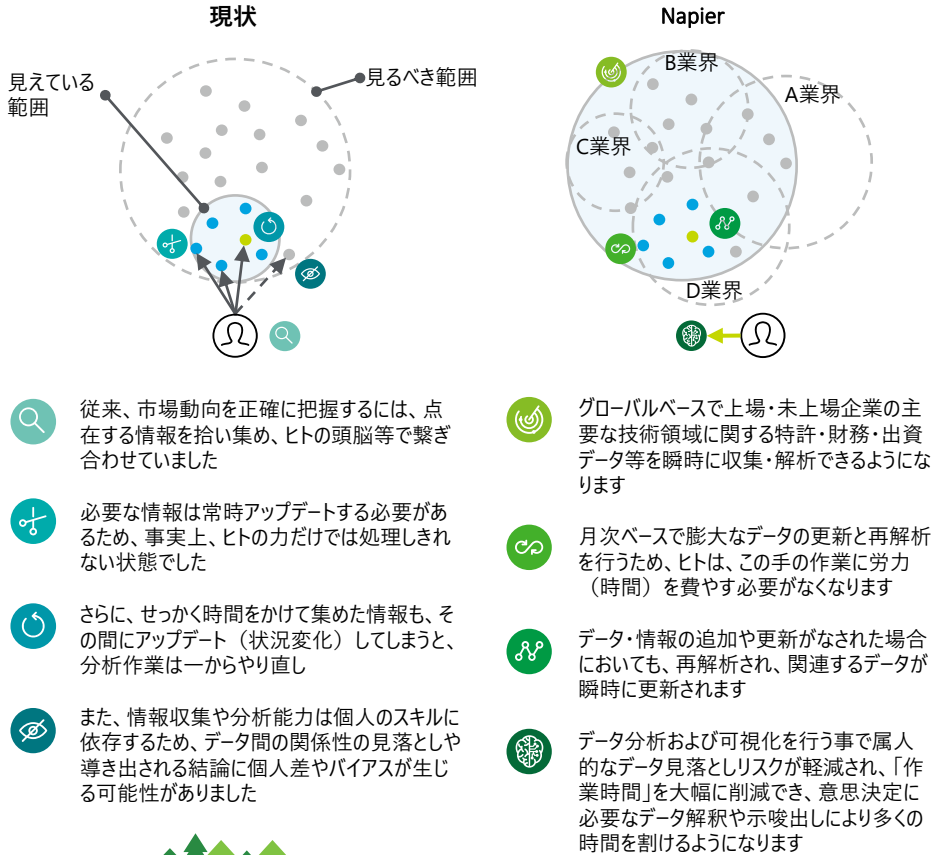 現状
見えている
範囲
見るべき範囲
Napier
B業界
A業界
C業界
D業界
従来、市場動向を正確に把握するには、点
在する情報を拾い集め、ヒトの頭脳等で繋ぎ
合わせていました
必要な情報は常時アップデートする必要があ
るため、事実上、ヒトの力だけでは処理しきれ
ない状態でした
さらに、せっかく時間をかけて集めた情報も、そ
の間にアップデート（状況変化）してしまうと、
分析作業は一からやり直し
また、情報収集や分析能力は個人のスキルに
依存するため、データ間の関係性の見落としや
導き出される結論に個人差やバイアスが生じ
る可能性がありました
グローバルベースで上場・未上場企業の主
要な技術領域に関する特許・財務・出資
データ等を瞬時に収集・解析できるようにな
ります
月次ベースで膨大なデータの更新と再解析
を行うため、ヒトは、この手の作業に労力
（時間）を費やす必要がなくなります
データ・情報の追加や更新がなされた場合
においても、再解析され、関連するデータが
瞬時に更新されます
データ分析および可視化を行う事で属人
的なデータ見落としリスクが軽減され、「作
業時間」を大幅に削減でき、意思決定に
必要なデータ解釈や示唆出しにより多くの
時間を割けるようになります